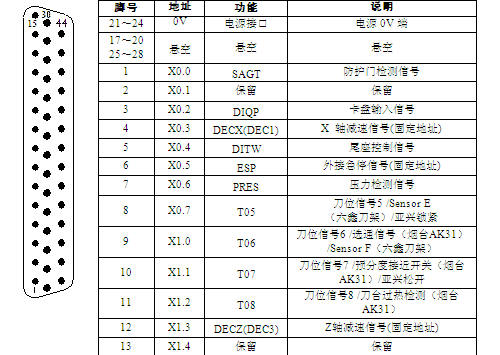 30
15 44
1
脚号 地址 功能 说明
21~24 0V 电源接口 电源 0V 端
17~20
25~28 悬空 悬空 悬空
1 X0.0 SAGT 防护门检测信号
2 X0.1 保留 保留
3 X0.2 DIQP 卡盘输入信号
4 X0.3 DECX(DEC1) X 轴减速信号(固定地址)
5 X0.4 DITW 尾座控制信号
6 X0.5 ESP 外接急停信号(固定地址)
7 X0.6 PRES 压力检测信号
8 X0.7 T05 刀位信号5 /Sensor E
(六鑫刀架) /亚兴锁紧
9 X1.0 T06 刀位信号6 /选通信号 (烟台AK31)
/Sensor F (六鑫刀架)
10 X1.1 T07 刀位信号7 /预分度接近开关 (烟台
AK31) /亚兴松开
11 X1.2 T08 刀位信号8 /刀台过热检测 (烟台
AK31)
12 X1.3 DECZ(DEC3) Z轴减速信号(固定地址)
13 X1.4 保留 保留